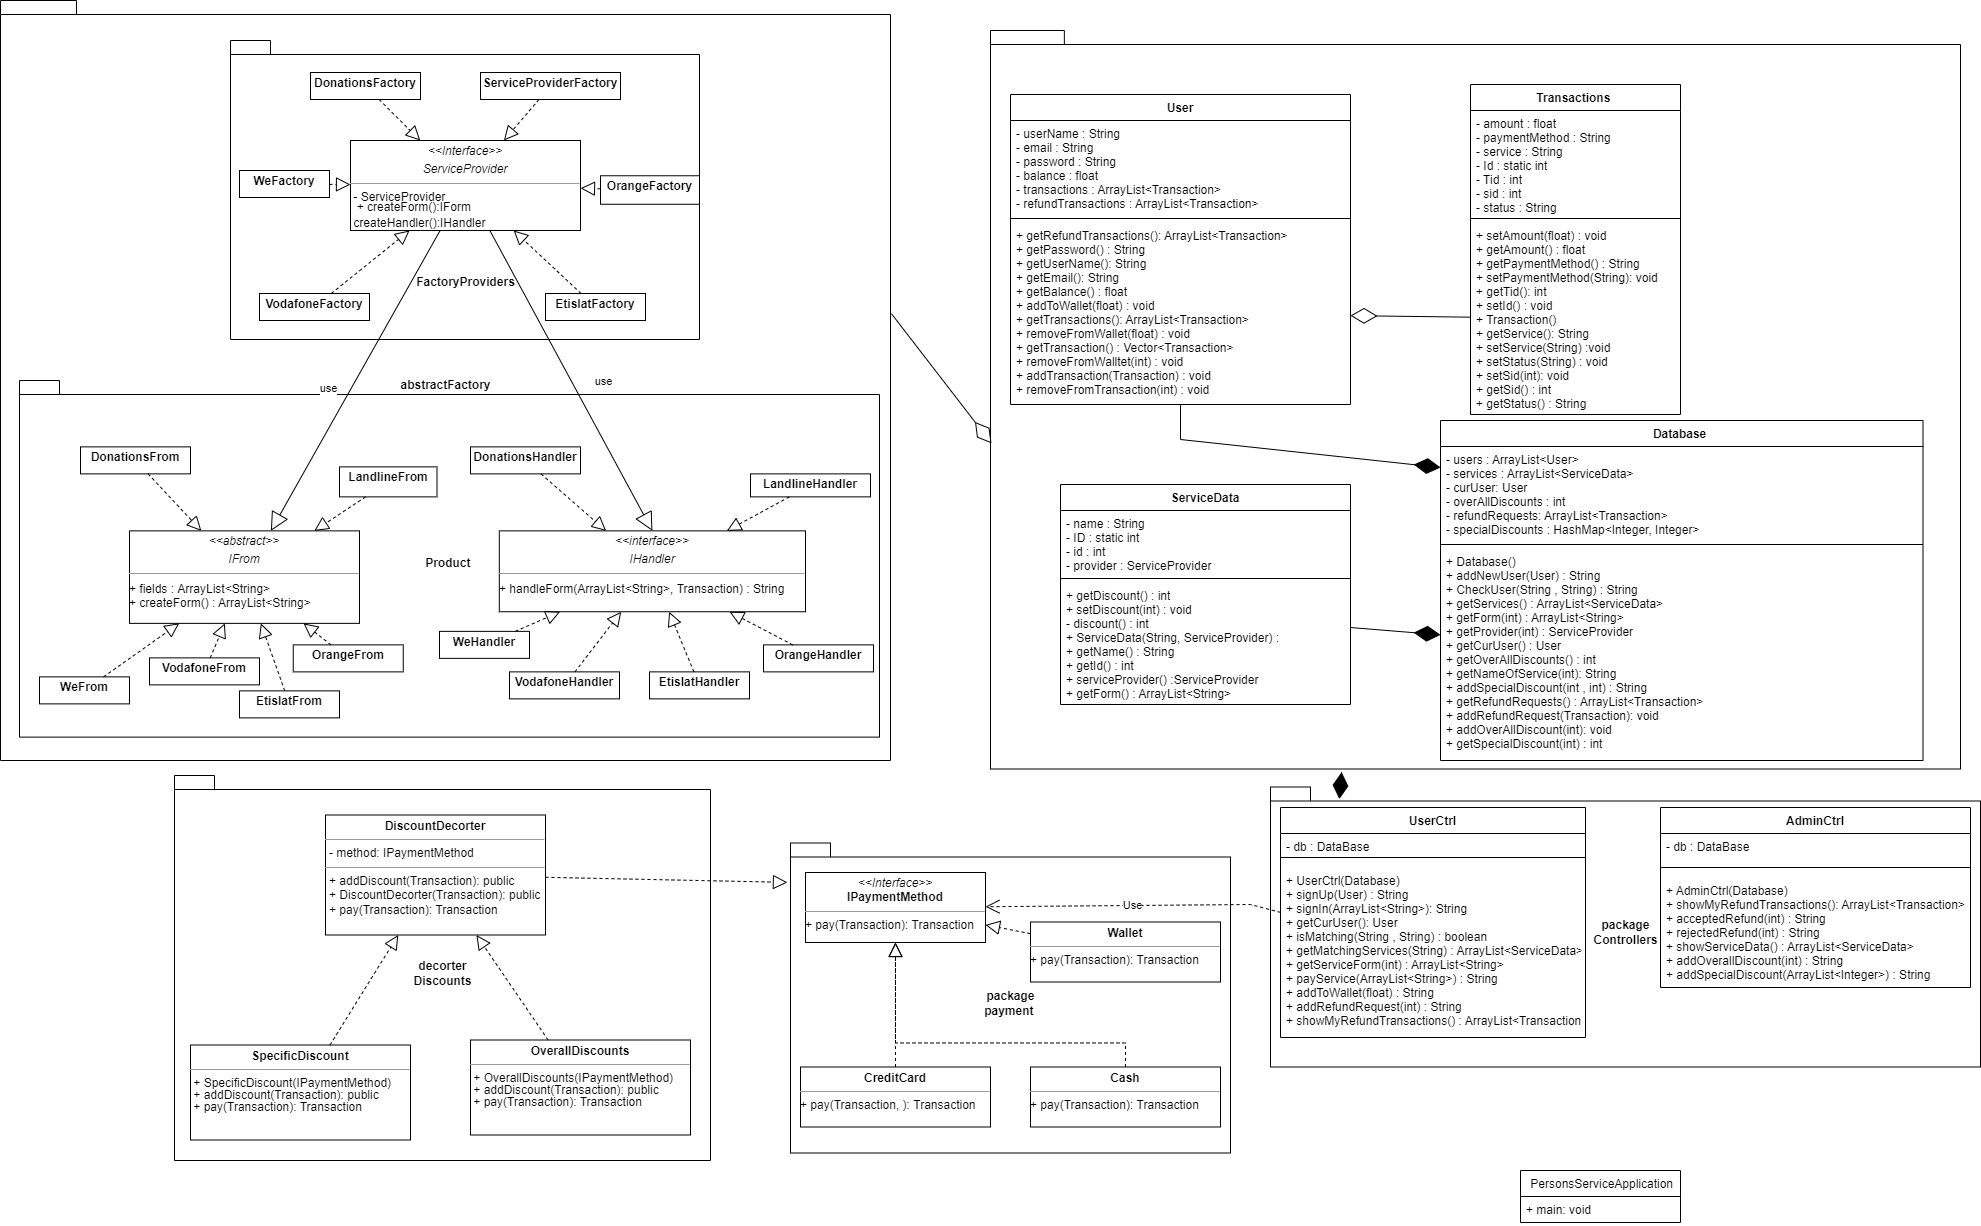 DonationsFactory
ServiceProviderFactory
<<Interface>>
ServiceProvider
- ServiceProvider
+ createForm():IForm
createHandler():IHandler
WeFactory
OrangeFactory
VodafoneFactory
FactoryProviders
EtislatFactory
use
abstractFactory
use
DonationsFrom
LandlineFrom
<<abstract>>
IFrom
+ fields : ArrayList<String>
+ createForm() : ArrayList<String>
WeFrom
VodafoneFrom
EtislatFrom
OrangeFrom
Product
DonationsHandler
LandlineHandler
<<interface>>
IHandler
+ handleForm(ArrayList<String>, Transaction) : String
WeHandler
VodafoneHandler
EtislatHandler
OrangeHandler
User
- userName : String
- email : String
- password : String
- balance : float
- transactions : ArrayList<Transaction>
- refundTransactions : ArrayList<Transaction>
+ getRefundTransactions(): ArrayList<Transaction>
+ getPassword() : String
+ getUserName(): String
+ getEmail(): String
+ getBalance() : float
+ addToWallet(float) : void
+ getTransactions(): ArrayList<Transaction>
+ removeFromWallet(float) : void
+ getTransaction() : Vector<Transaction>
+ removeFromWalltet(int) : void
+ addTransaction(Transaction) : void
+ removeFromTransaction(int) : void
Transactions
- amount : float
- paymentMethod : String
- service : String
- Id : static int
- Tid : int
- sid : int
- status : String
+ setAmount(float) : void
+ getAmount() : float
+ getPaymentMethod() : String
+ setPaymentMethod(String): void
+ getTid(): int
+ setId() : void
+ Transaction()
+ getService(): String
+ setService(String) :void
+ setStatus(String) : void
+ setSid(int): void
+ getSid() : int
+ getStatus() : String
ServiceData
- name : String
- ID : static int
- id : int
- provider : ServiceProvider
+ getDiscount() : int
+ setDiscount(int) : void
- discount() : int
+ ServiceData(String, ServiceProvider) :
+ getName() : String
+ getId() : int
+ serviceProvider() :ServiceProvider
+ getForm() : ArrayList<String>
Database
- users : ArrayList<User>
- services : ArrayList<ServiceData>
- curUser: User
- overAllDiscounts : int
- refundRequests: ArrayList<Transaction>
- specialDiscounts : HashMap<Integer, Integer>
+ Database()
+ addNewUser(User) : String
+ CheckUser(String , String) : String
+ getServices() : ArrayList<ServiceData>
+ getForm(int) : ArrayList<String>
+ getProvider(int) : ServiceProvider
+ getCurUser() : User
+ getOverAllDiscounts() : int
+ getNameOfService(int): String
+ addSpecialDiscount(int , int) : String
+ getRefundRequests() : ArrayList<Transaction>
+ addRefundRequest(Transaction): void
+ addOverAllDiscount(int): void
+ getSpecialDiscount(int) : int
DiscountDecorter
- method: IPaymentMethod
+ addDiscount(Transaction): public
+ DiscountDecorter(Transaction): public
+ pay(Transaction): Transaction
decorter
Discounts
SpecificDiscount
+ SpecificDiscount(IPaymentMethod)
+ addDiscount(Transaction): public
+ pay(Transaction): Transaction
OverallDiscounts
+ OverallDiscounts(IPaymentMethod)
+ addDiscount(Transaction): public
+ pay(Transaction): Transaction
<<Interface>>
IPaymentMethod
+ pay(Transaction): Transaction
Use
Wallet
+ pay(Transaction): Transaction
package
payment
CreditCard
+ pay(Transaction, ): Transaction
Cash
+ pay(Transaction): Transaction
UserCtrl
- db : DataBase
+ UserCtrl(Database)
+ signUp(User) : String
+ signIn(ArrayList<String>): String
+ getCurUser(): User
+ isMatching(String , String) : boolean
+ getMatchingServices(String) : ArrayList<ServiceData>
+ getServiceForm(int) : ArrayList<String>
+ payService(ArrayList<String>) : String
+ addToWallet(float) : String
+ addRefundRequest(int) : String
+ showMyRefundTransactions() : ArrayList<Transaction
package
Controllers
AdminCtrl
- db : DataBase
+ AdminCtrl(Database)
+ showMyRefundTransactions(): ArrayList<Transaction>
+ acceptedRefund(int) : String
+ rejectedRefund(int) : String
+ showServiceData() : ArrayList<ServiceData>
+ addOverallDiscount(int) : String
+ addSpecialDiscount(ArrayList<Integer>) : String
PersonsServiceApplication
+ main: void